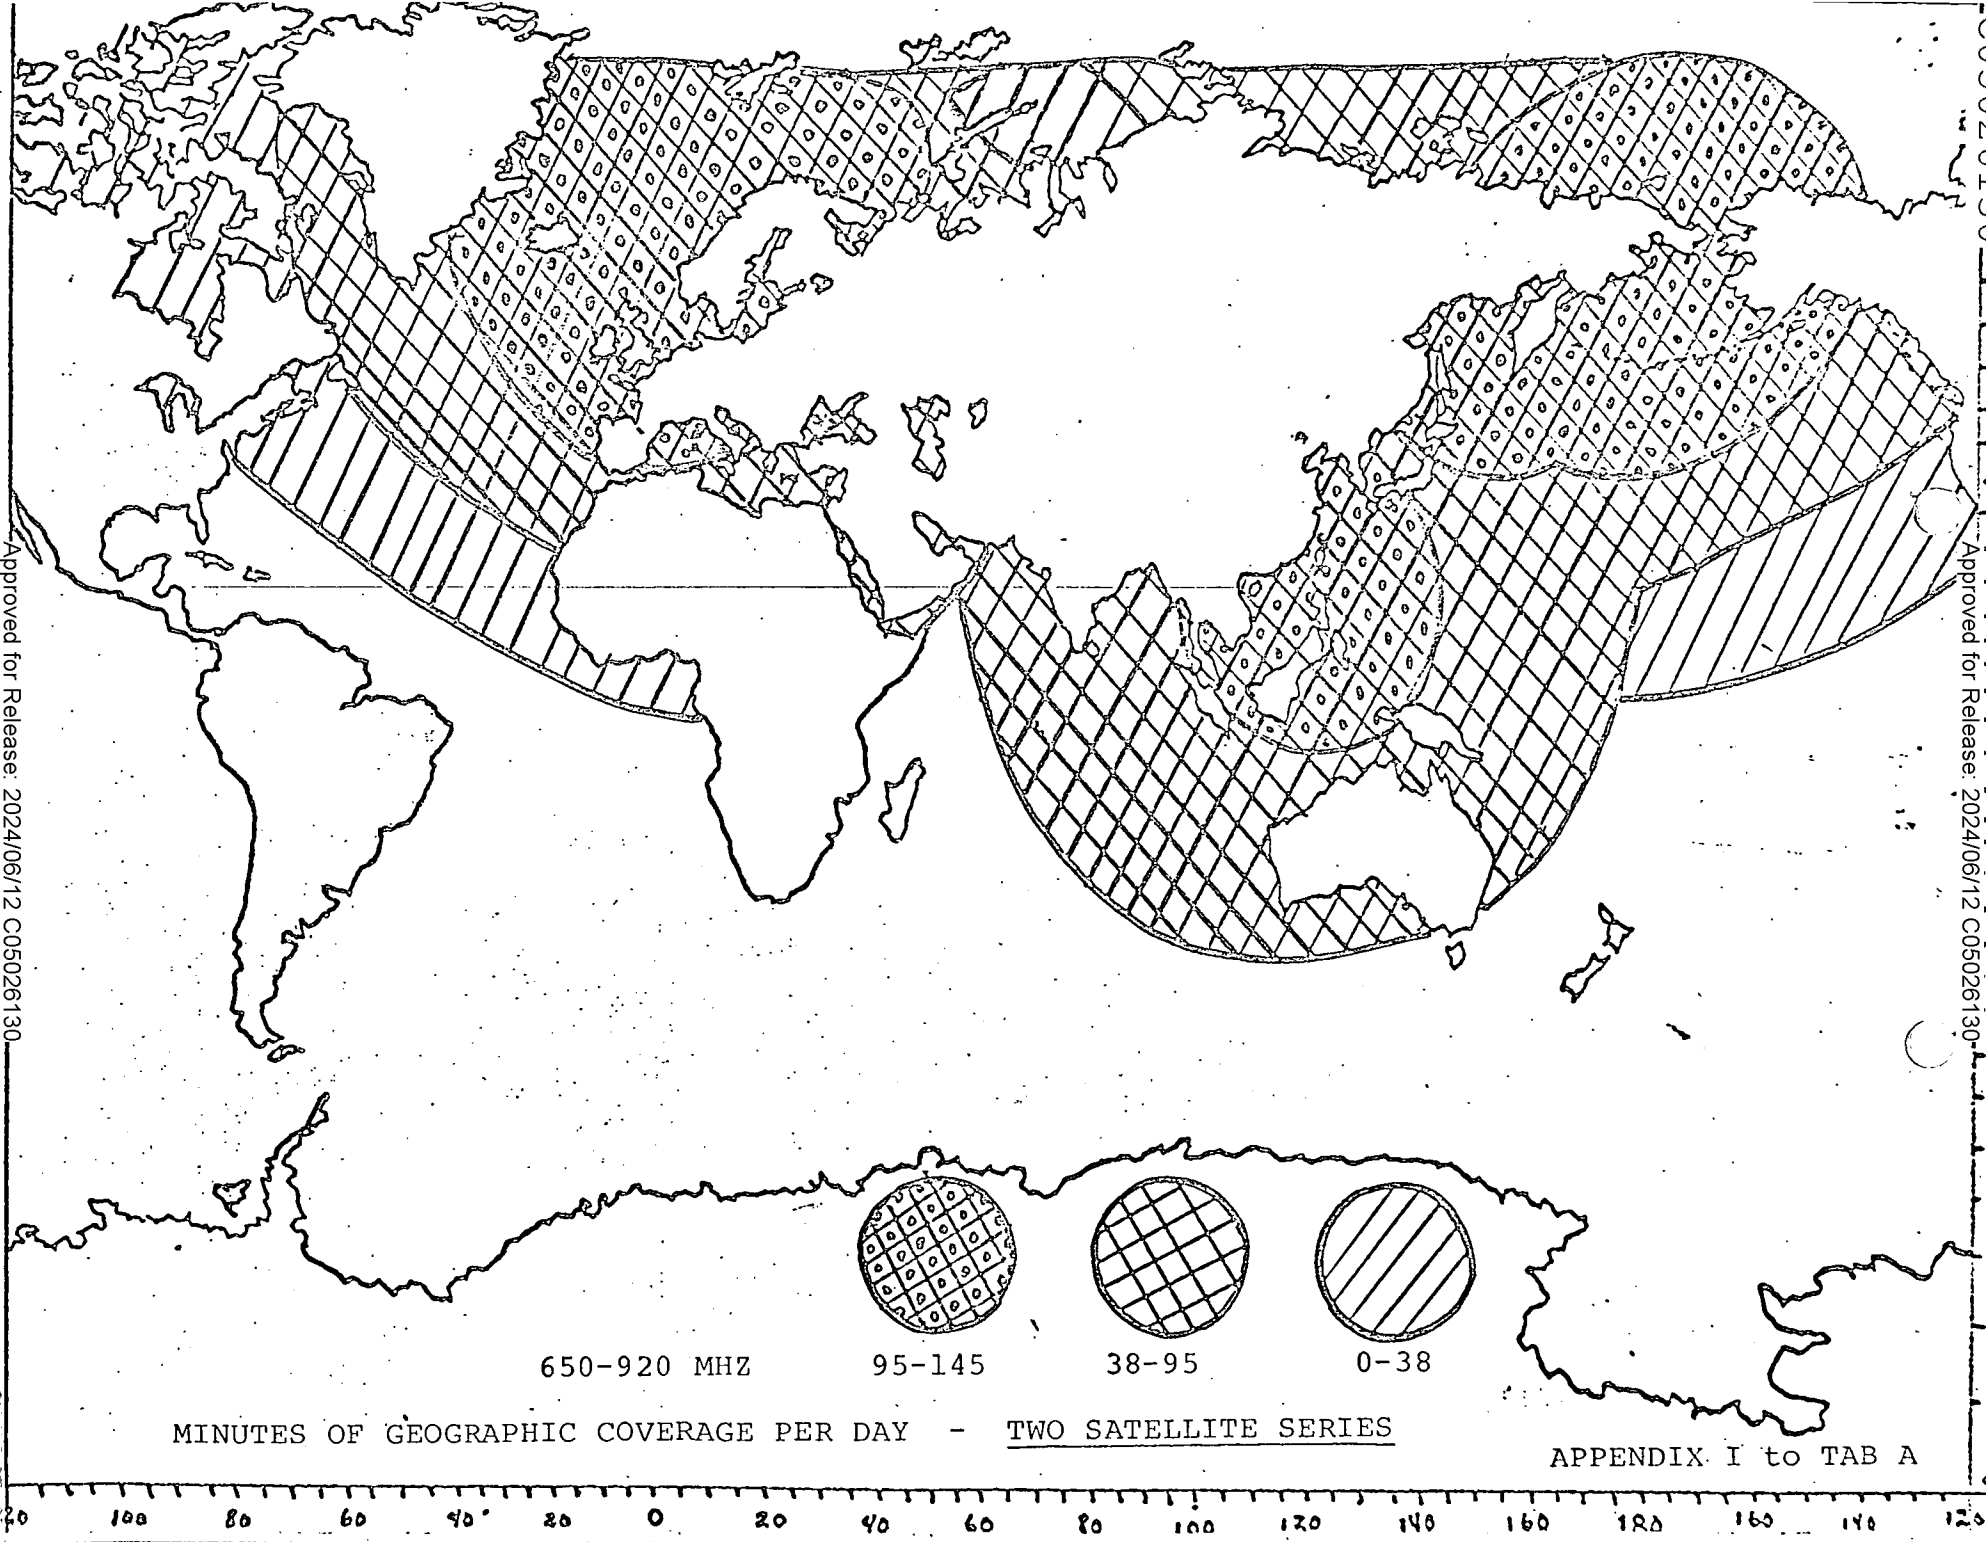 Approved for Release: 2024/06/12 C05026130
Approved for Release: 2024/06/12 C05026130
650-920 MHZ 95-145 38-95 0-38
MINUTES OF GEOGRAPHIC COVERAGE PER DAY - TWO SATELLITE SERIES
APPENDIX I to TAB A
100 80 60 40 20 0 20 40 60 80 100 120 140 160 180 160 140 120